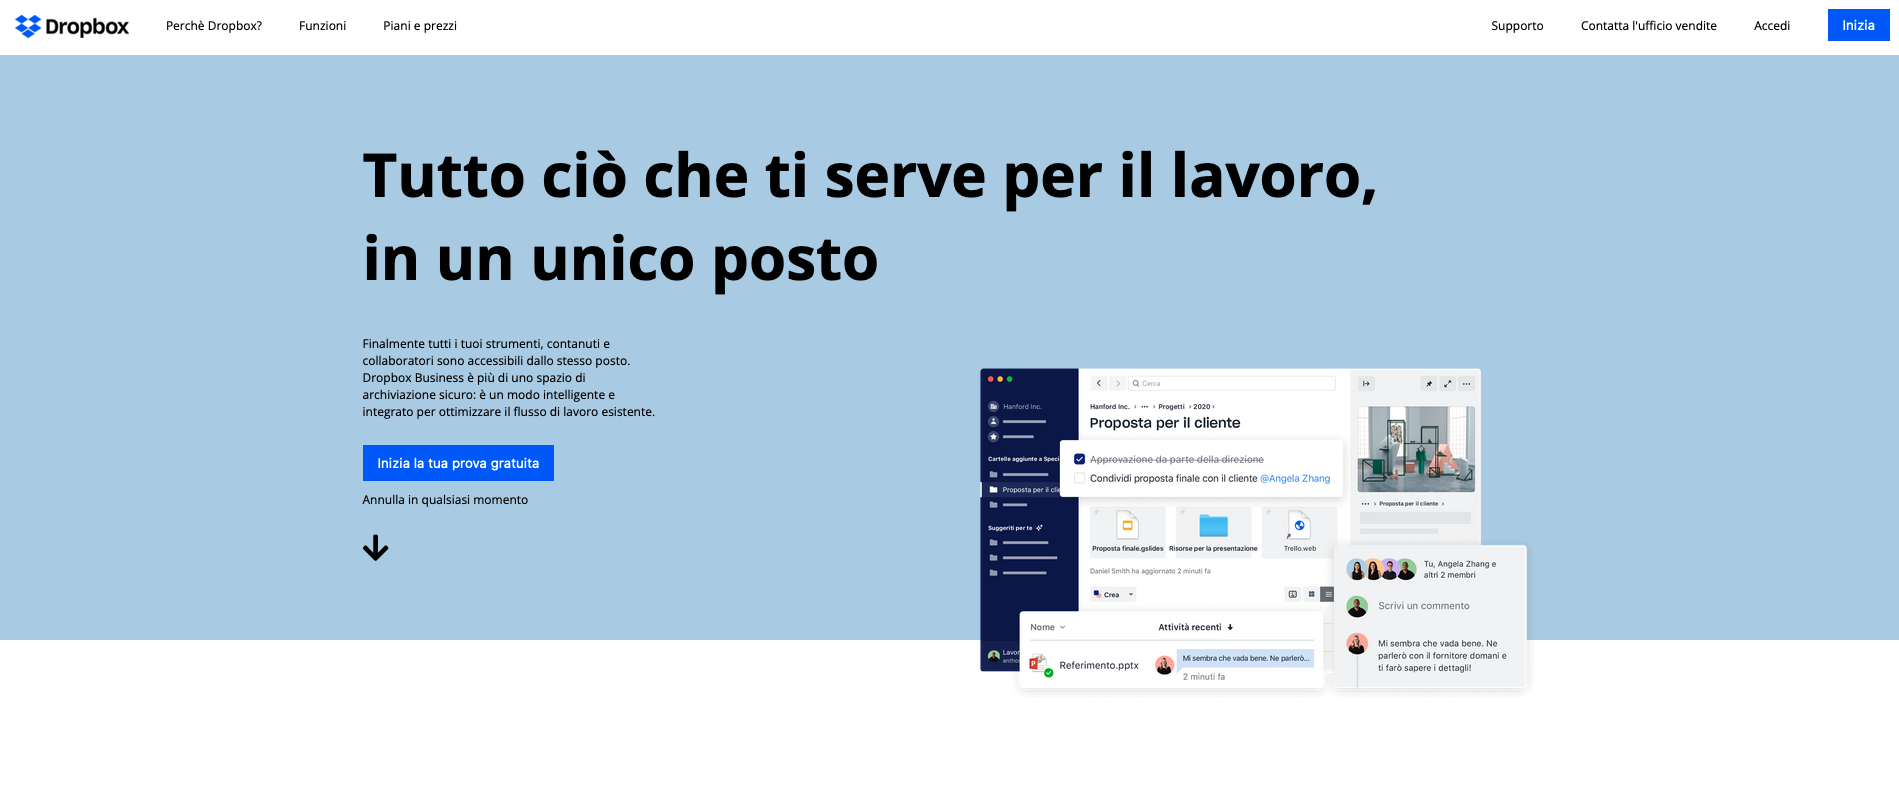 Dropbox
Perchè Dropbox?
Funzioni
Piani e prezzi
Supporto
Contatta l'ufficio vendite
Accedi
Inizia
Tutto ciò che ti serve per il lavoro,
in un unico posto
Finalmente tutti i tuoi strumenti, contanuti e
collaboratori sono accessibili dallo stesso posto.
Dropbox Business è più di uno spazio di
archiviazione sicuro: è un modo intelligente e
integrato per ottimizzare il flusso di lavoro esistente.
Inizia la tua prova gratuita
Annulla in qualsiasi momento
Hanford Inc.
Cartelle aggiunte a Speci
Proposta per il clie
Suggeriti per te
Lavor
Cerca
Hanford Inc. › ••• › Progetti › 2020 ›
Proposta per il cliente
Approvazione da parte della direzione
Condividi proposta finale con il cliente @Angela Zhang
Proposta finale.gslides
Risorse per la presentazione
Trello.web
Daniel Smith ha aggiornato 2 minuti fa
Crea
Nome
Attività recenti
Referimento.pptx
Mi sembra che vada bene. Ne parlerò...
2 minuti fa
••• › Proposta per il cliente ›
Tu, Angela Zhang e
altri 2 membri
Scrivi un commento
Mi sembra che vada bene. Ne
parlerò con il fornitore domani e
ti farò sapere i dettagli!